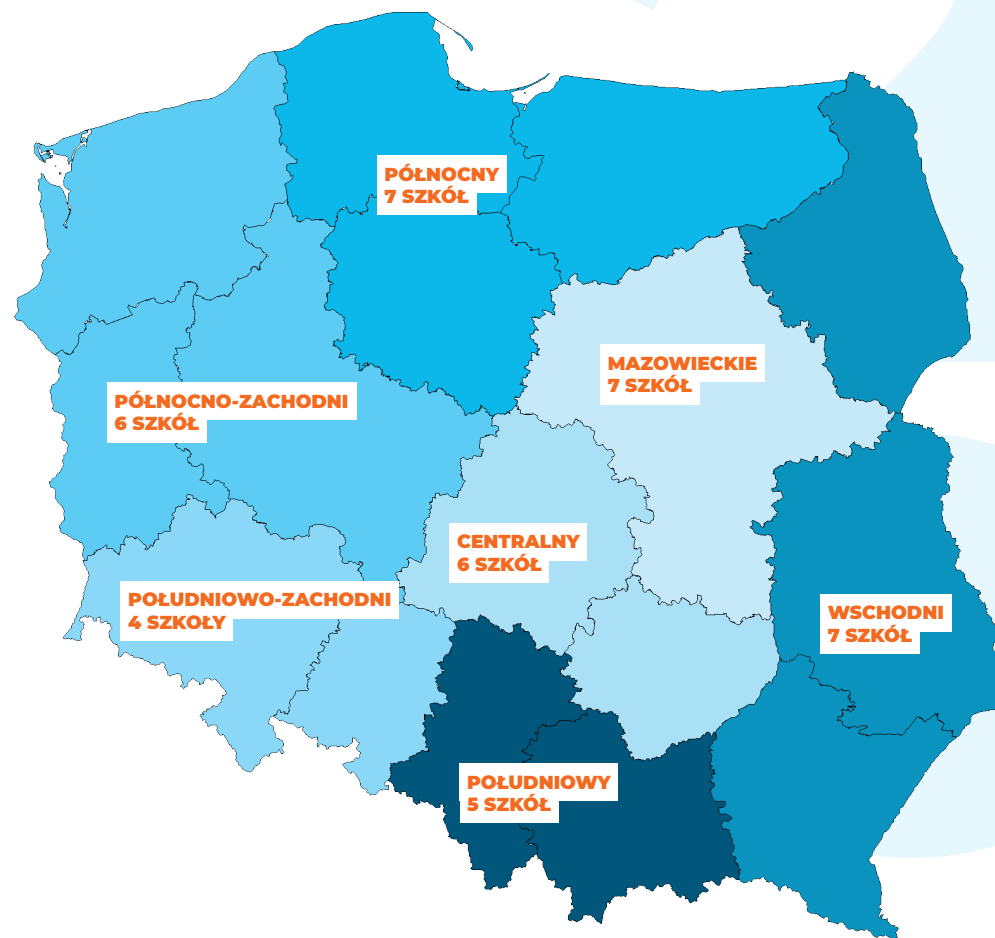 PÓŁNOCNY
7 SZKÓŁ
MAZOWIECKIE
7 SZKÓŁ
PÓŁNOCNO-ZACHODNI
6 SZKÓŁ
CENTRALNY
6 SZKÓŁ
POŁUDNIOWO-ZACHODNI
4 SZKOŁY
WSCHODNI
7 SZKÓŁ
POŁUDNIOWY
5 SZKÓŁ